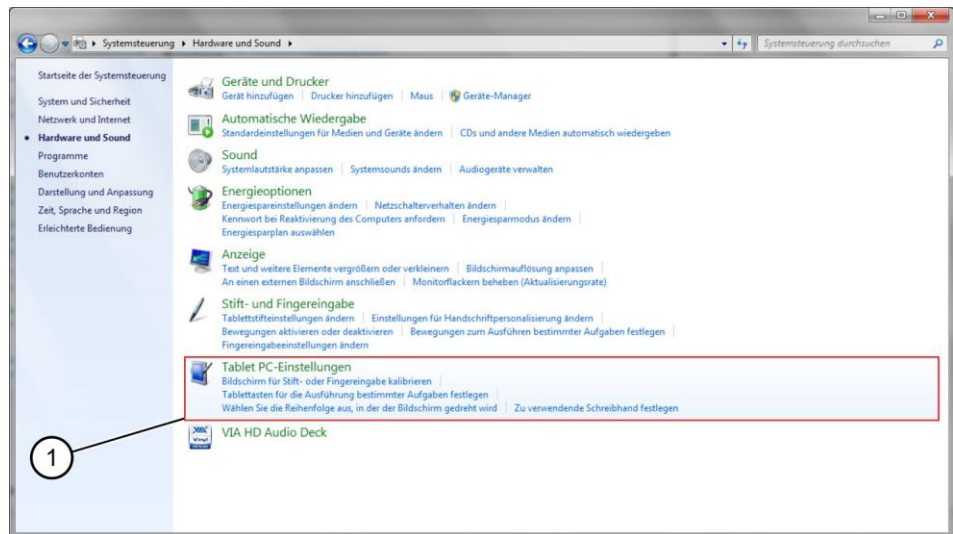 Systemsteuerung ▸ Hardware und Sound ▸
Systemsteuerung durchsuchen
Startseite der Systemsteuerung
System und Sicherheit
Netzwerk und Internet
Hardware und Sound
Programme
Benutzerkonten
Darstellung und Anpassung
Zeit, Sprache und Region
Erleichterte Bedienung
Geräte und Drucker
Gerät hinzufügen | Drucker hinzufügen | Maus | Geräte-Manager
Automatische Wiedergabe
Standardeinstellungen für Medien und Geräte ändern | CDs und andere Medien automatisch wiedergeben
Sound
Systemlautstärke anpassen | Systemsounds ändern | Audiogeräte verwalten
Energieoptionen
Energiespareinstellungen ändern | Netzschalterverhalten ändern |
Kennwort bei Reaktivierung des Computers anfordern | Energiesparmodus ändern |
Energiesparplan auswählen
Anzeige
Text und weitere Elemente vergrößern oder verkleinern | Bildschirmauflösung anpassen |
An einen externen Bildschirm anschließen | Monitorflackern beheben (Aktualisierungsrate)
Stift- und Fingereingabe
Tabletstifteinstellungen ändern | Einstellungen für Handschriftpersonalisierung ändern |
Bewegungen aktivieren oder deaktivieren | Bewegungen zum Ausführen bestimmter Aufgaben festlegen |
Fingereingabeeinstellungen ändern
Tablet PC-Einstellungen
Bildschirm für Stift- oder Fingereingabe kalibrieren |
Tablettasten für die Ausführung bestimmter Aufgaben festlegen |
Wählen Sie die Reihenfolge aus, in der der Bildschirm gedreht wird | Zu verwendende Schreibhand festlegen
VIA HD Audio Deck
1